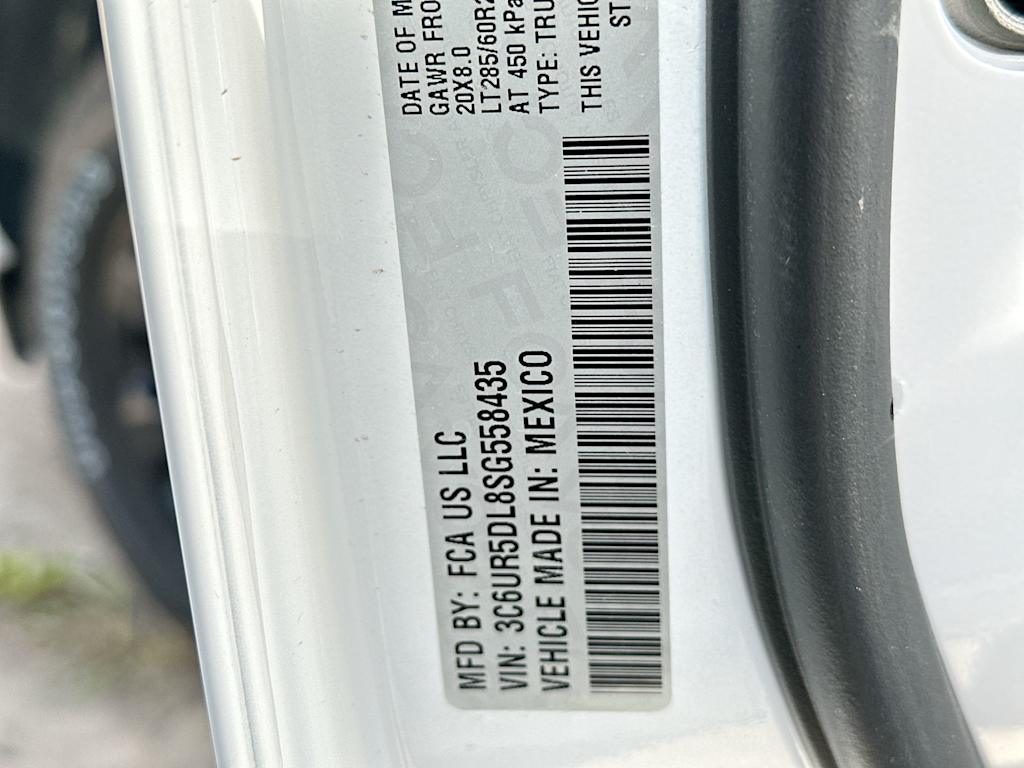 MFD BY: FCA US LLC
VIN: 3C6UR5DL8SG558435
VEHICLE MADE IN: MEXICO
DATE OF M
GAWR FRO
20X8.0
LT285/60R2
AT 450 kPa
TYPE: TRU
THIS VEHIC
ST